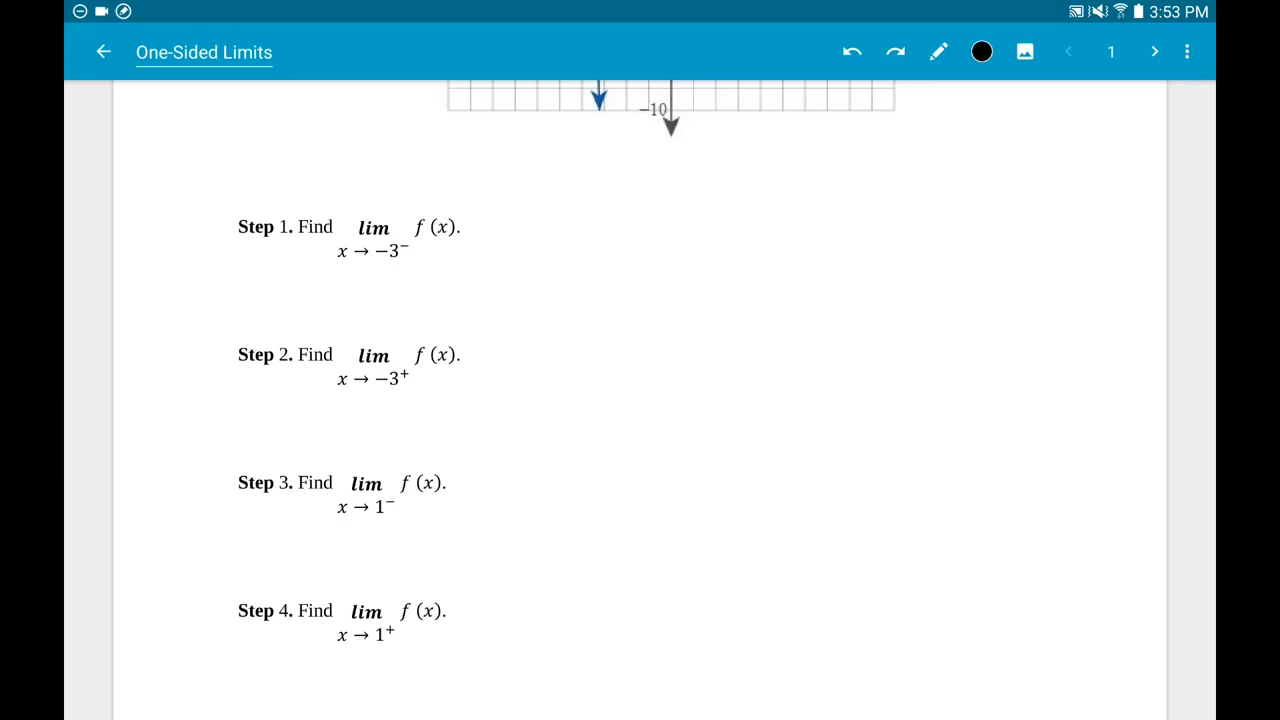 3:53 PM
One-Sided Limits
1
−10
Step 1. Find lim f (x).
x → −3⁻
Step 2. Find lim f (x).
x → −3⁺
Step 3. Find lim f (x).
x → 1⁻
Step 4. Find lim f (x).
x → 1⁺